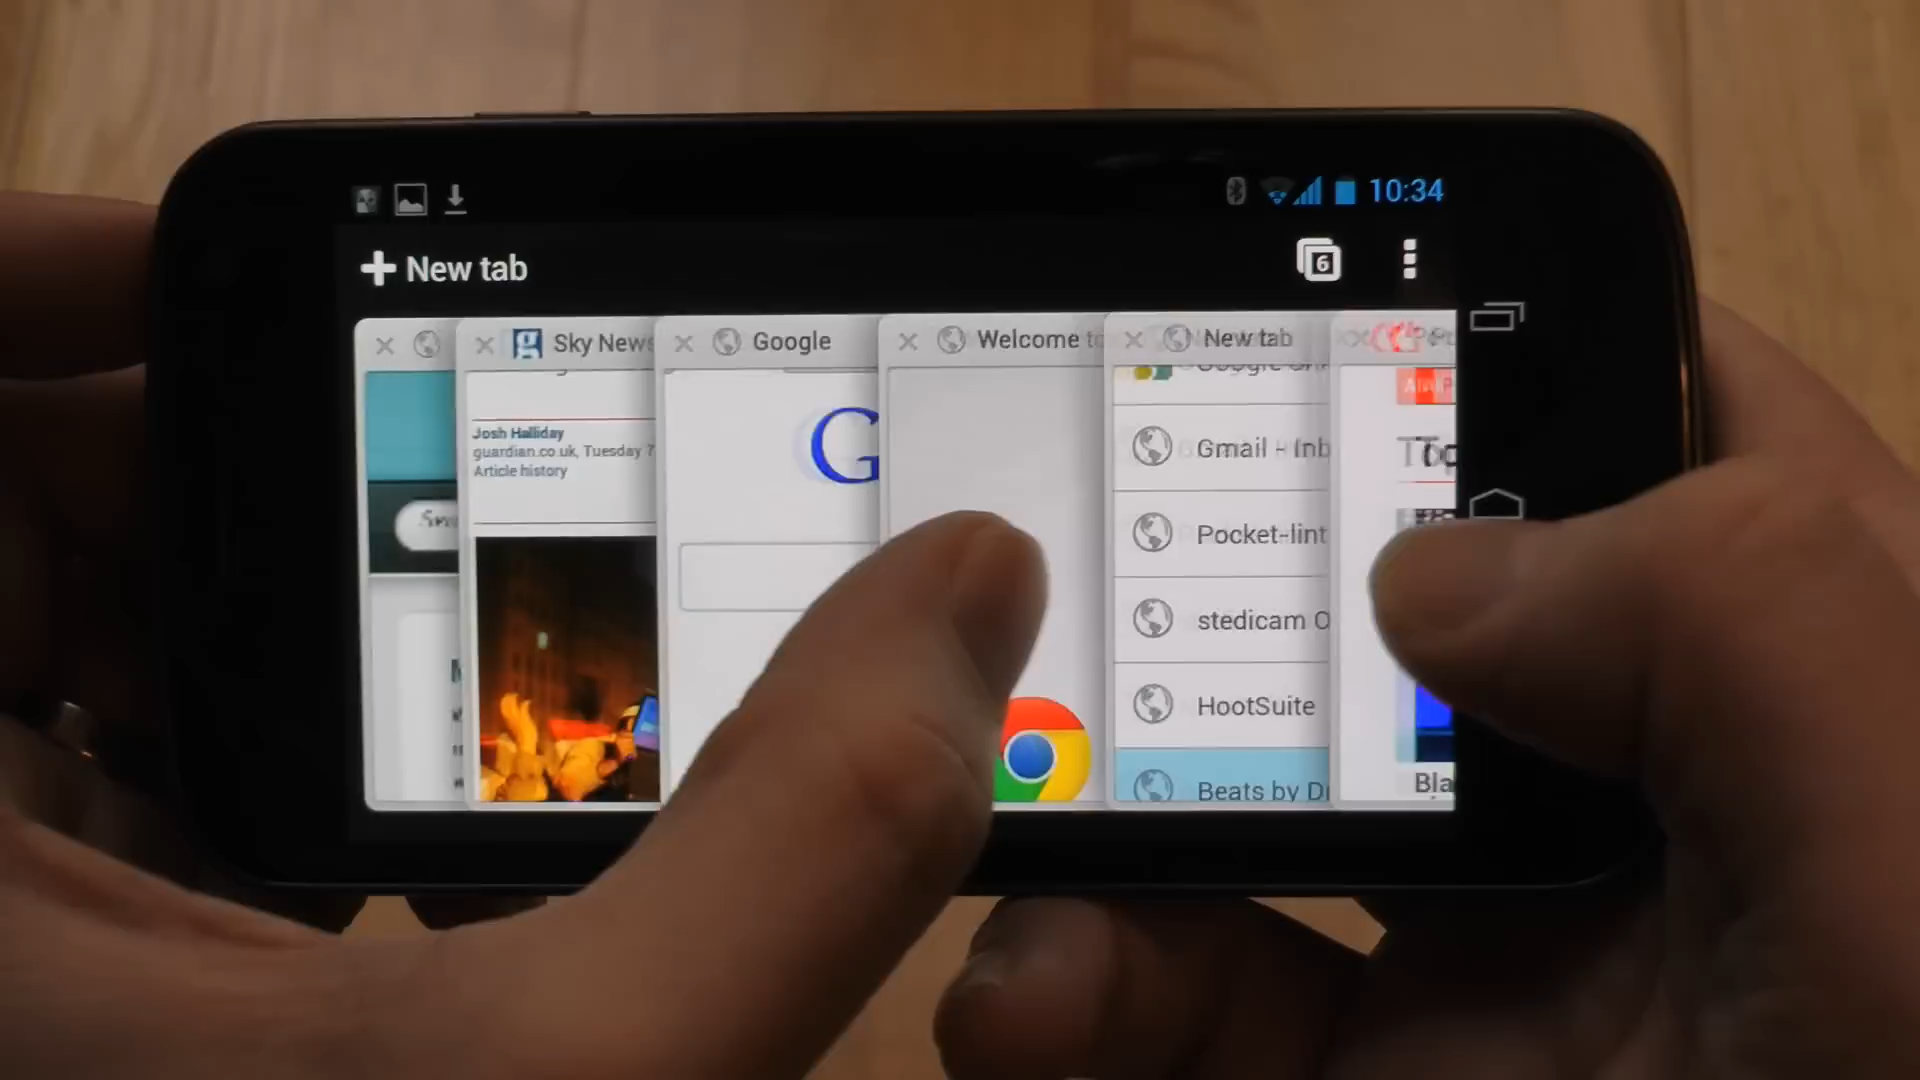 10:34
New tab
6
Sky News
Google
Welcome to
New tab
Josh Halliday
guardian.co.uk, Tuesday 7
Article history
G
Gmail - Inb
Pocket-lint
stedicam
HootSuite
Beats by
Bla